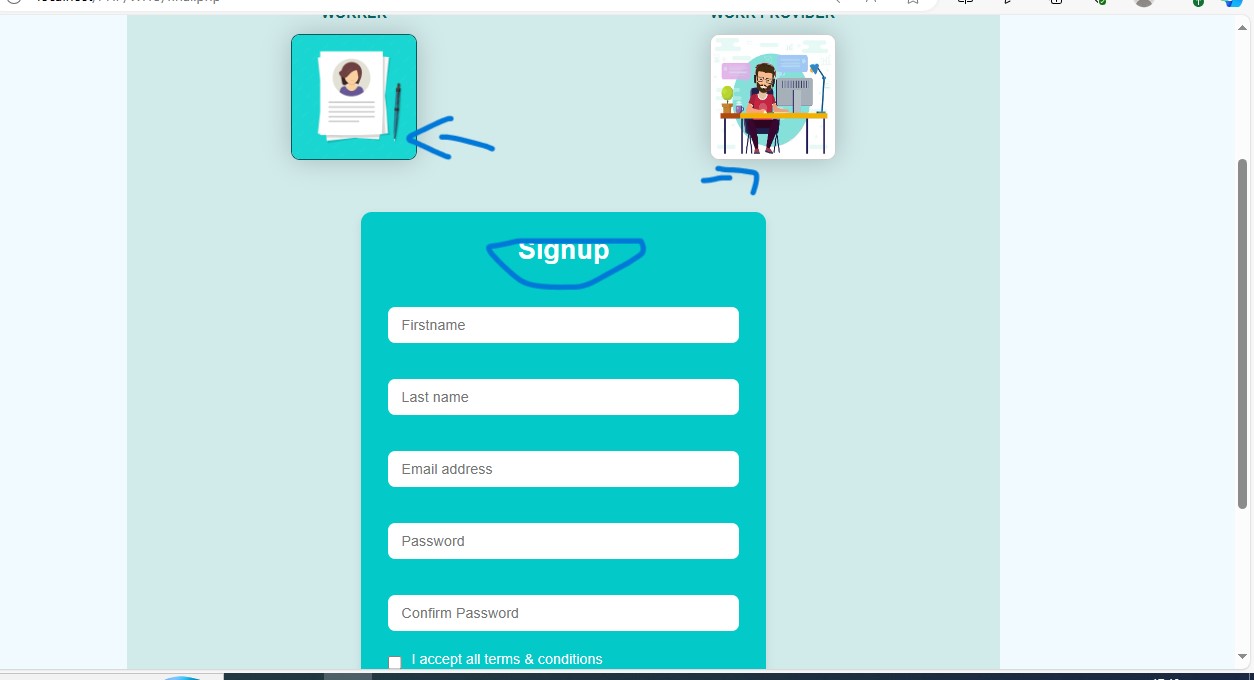 WORKER WORK PROVIDER
Signup
Firstname
Last name
Email address
Password
Confirm Password
I accept all terms & conditions